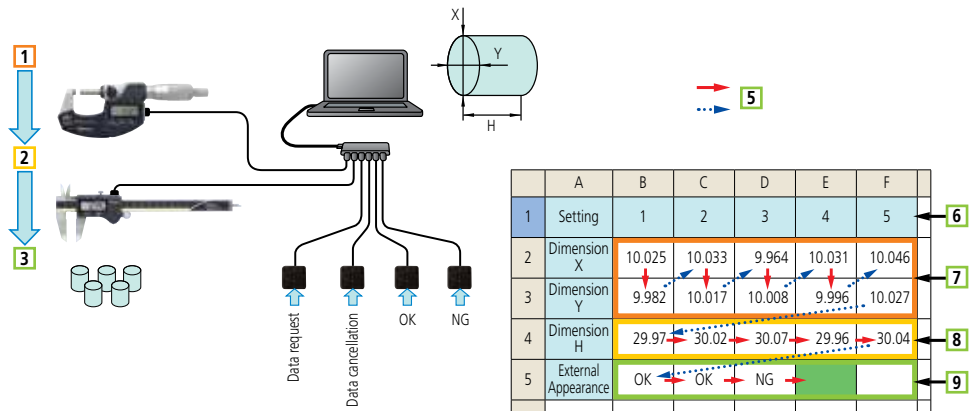 1
2
3
X
Y
H
Data request
Data cancellation
OK
NG
5
A B C D E F
1 Setting 1 2 3 4 5
6
2 Dimension X 10.025 10.033 9.964 10.031 10.046
7
3 Dimension Y 9.982 10.017 10.008 9.996 10.027
4 Dimension H 29.97 30.02 30.07 29.96 30.04
8
5 External Appearance OK OK NG
9